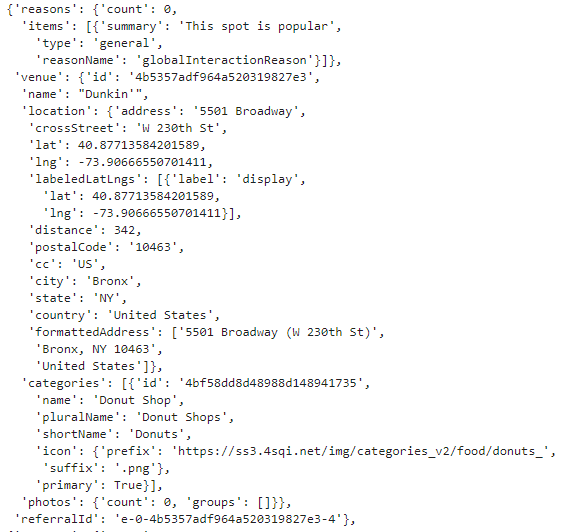 {'reasons': {'count': 0,
'items': [{'summary': 'This spot is popular',
'type': 'general',
'reasonName': 'globalInteractionReason'}]},
'venue': {'id': '4b5357adf964a520319827e3',
'name': "Dunkin'",
'location': {'address': '5501 Broadway',
'crossStreet': 'W 230th St',
'lat': 40.87713584201589,
'lng': -73.90666550701411,
'labeledLatLngs': [{'label': 'display',
'lat': 40.87713584201589,
'lng': -73.90666550701411}],
'distance': 342,
'postalCode': '10463',
'cc': 'US',
'city': 'Bronx',
'state': 'NY',
'country': 'United States',
'formattedAddress': ['5501 Broadway (W 230th St)',
'Bronx, NY 10463',
'United States']},
'categories': [{'id': '4bf58dd8d48988d148941735',
'name': 'Donut Shop',
'pluralName': 'Donut Shops',
'shortName': 'Donuts',
'icon': {'prefix': 'https://ss3.4sqi.net/img/categories_v2/food/donuts_',
'suffix': '.png'},
'primary': True}],
'photos': {'count': 0, 'groups': []}},
'referralId': 'e-0-4b5357adf964a520319827e3-4'},